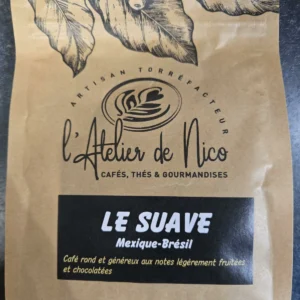 ARTISAN TORREFACTEUR
l'Atelier de Nico
CAFÉS, THÉS & GOURMANDISES
LE SUAVE
Mexique-Brésil
Café rond et généreux aux notes légèrement fruitées
et chocolatées